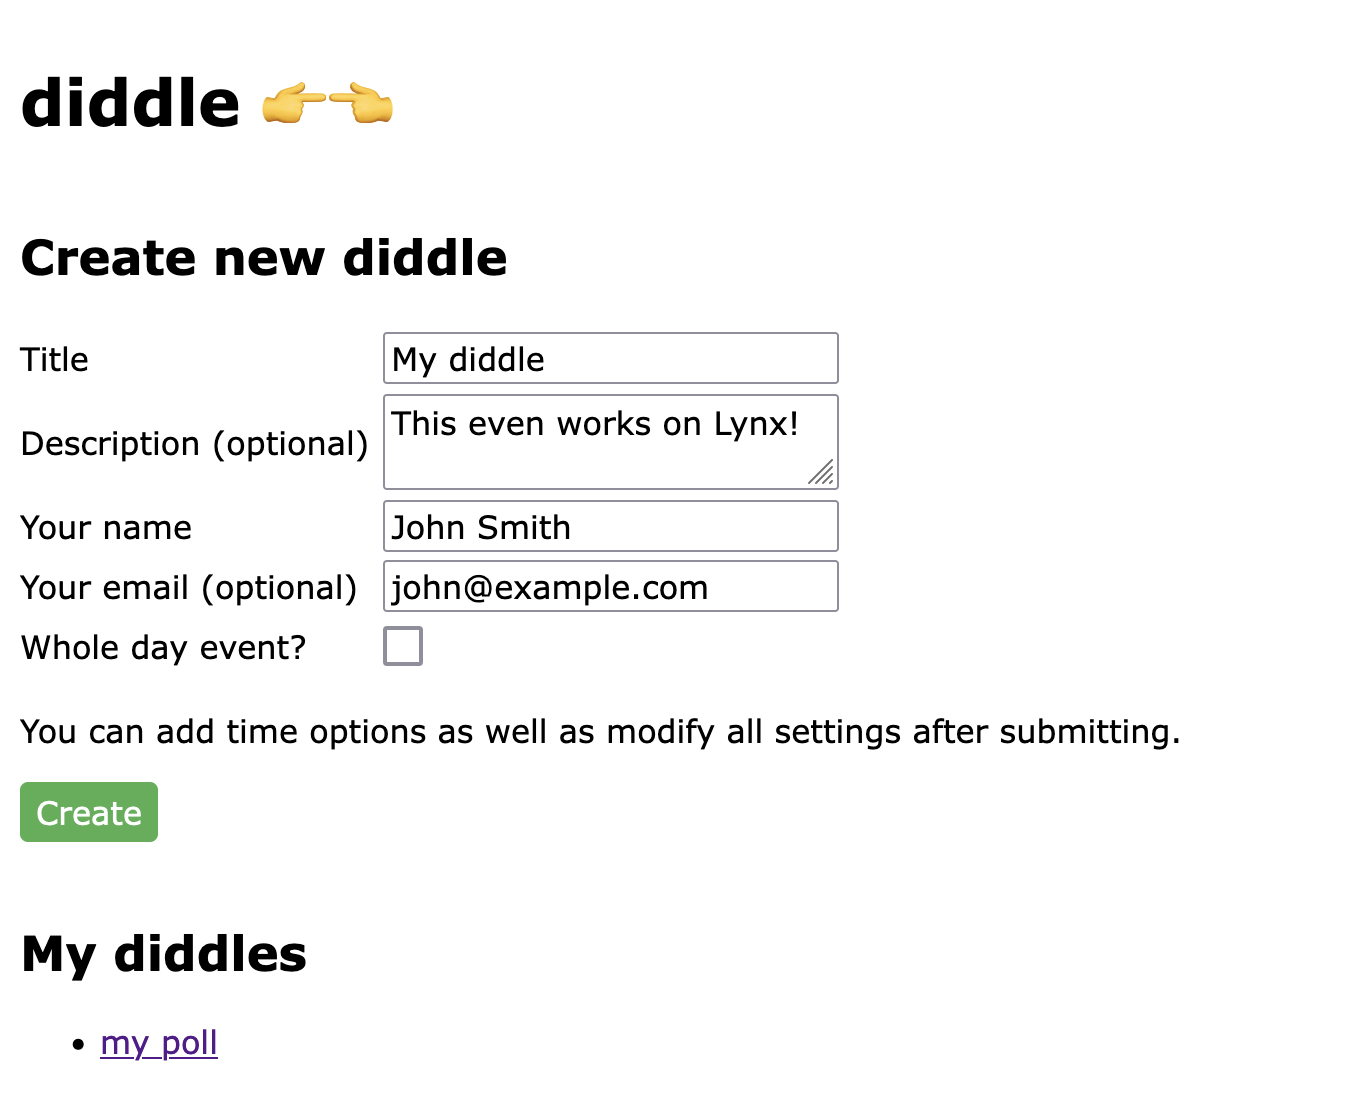 diddle 👉👈
Create new diddle
Title
My diddle
Description (optional)
This even works on Lynx!
Your name
John Smith
Your email (optional)
john@example.com
Whole day event?
You can add time options as well as modify all settings after submitting.
Create
My diddles
my poll